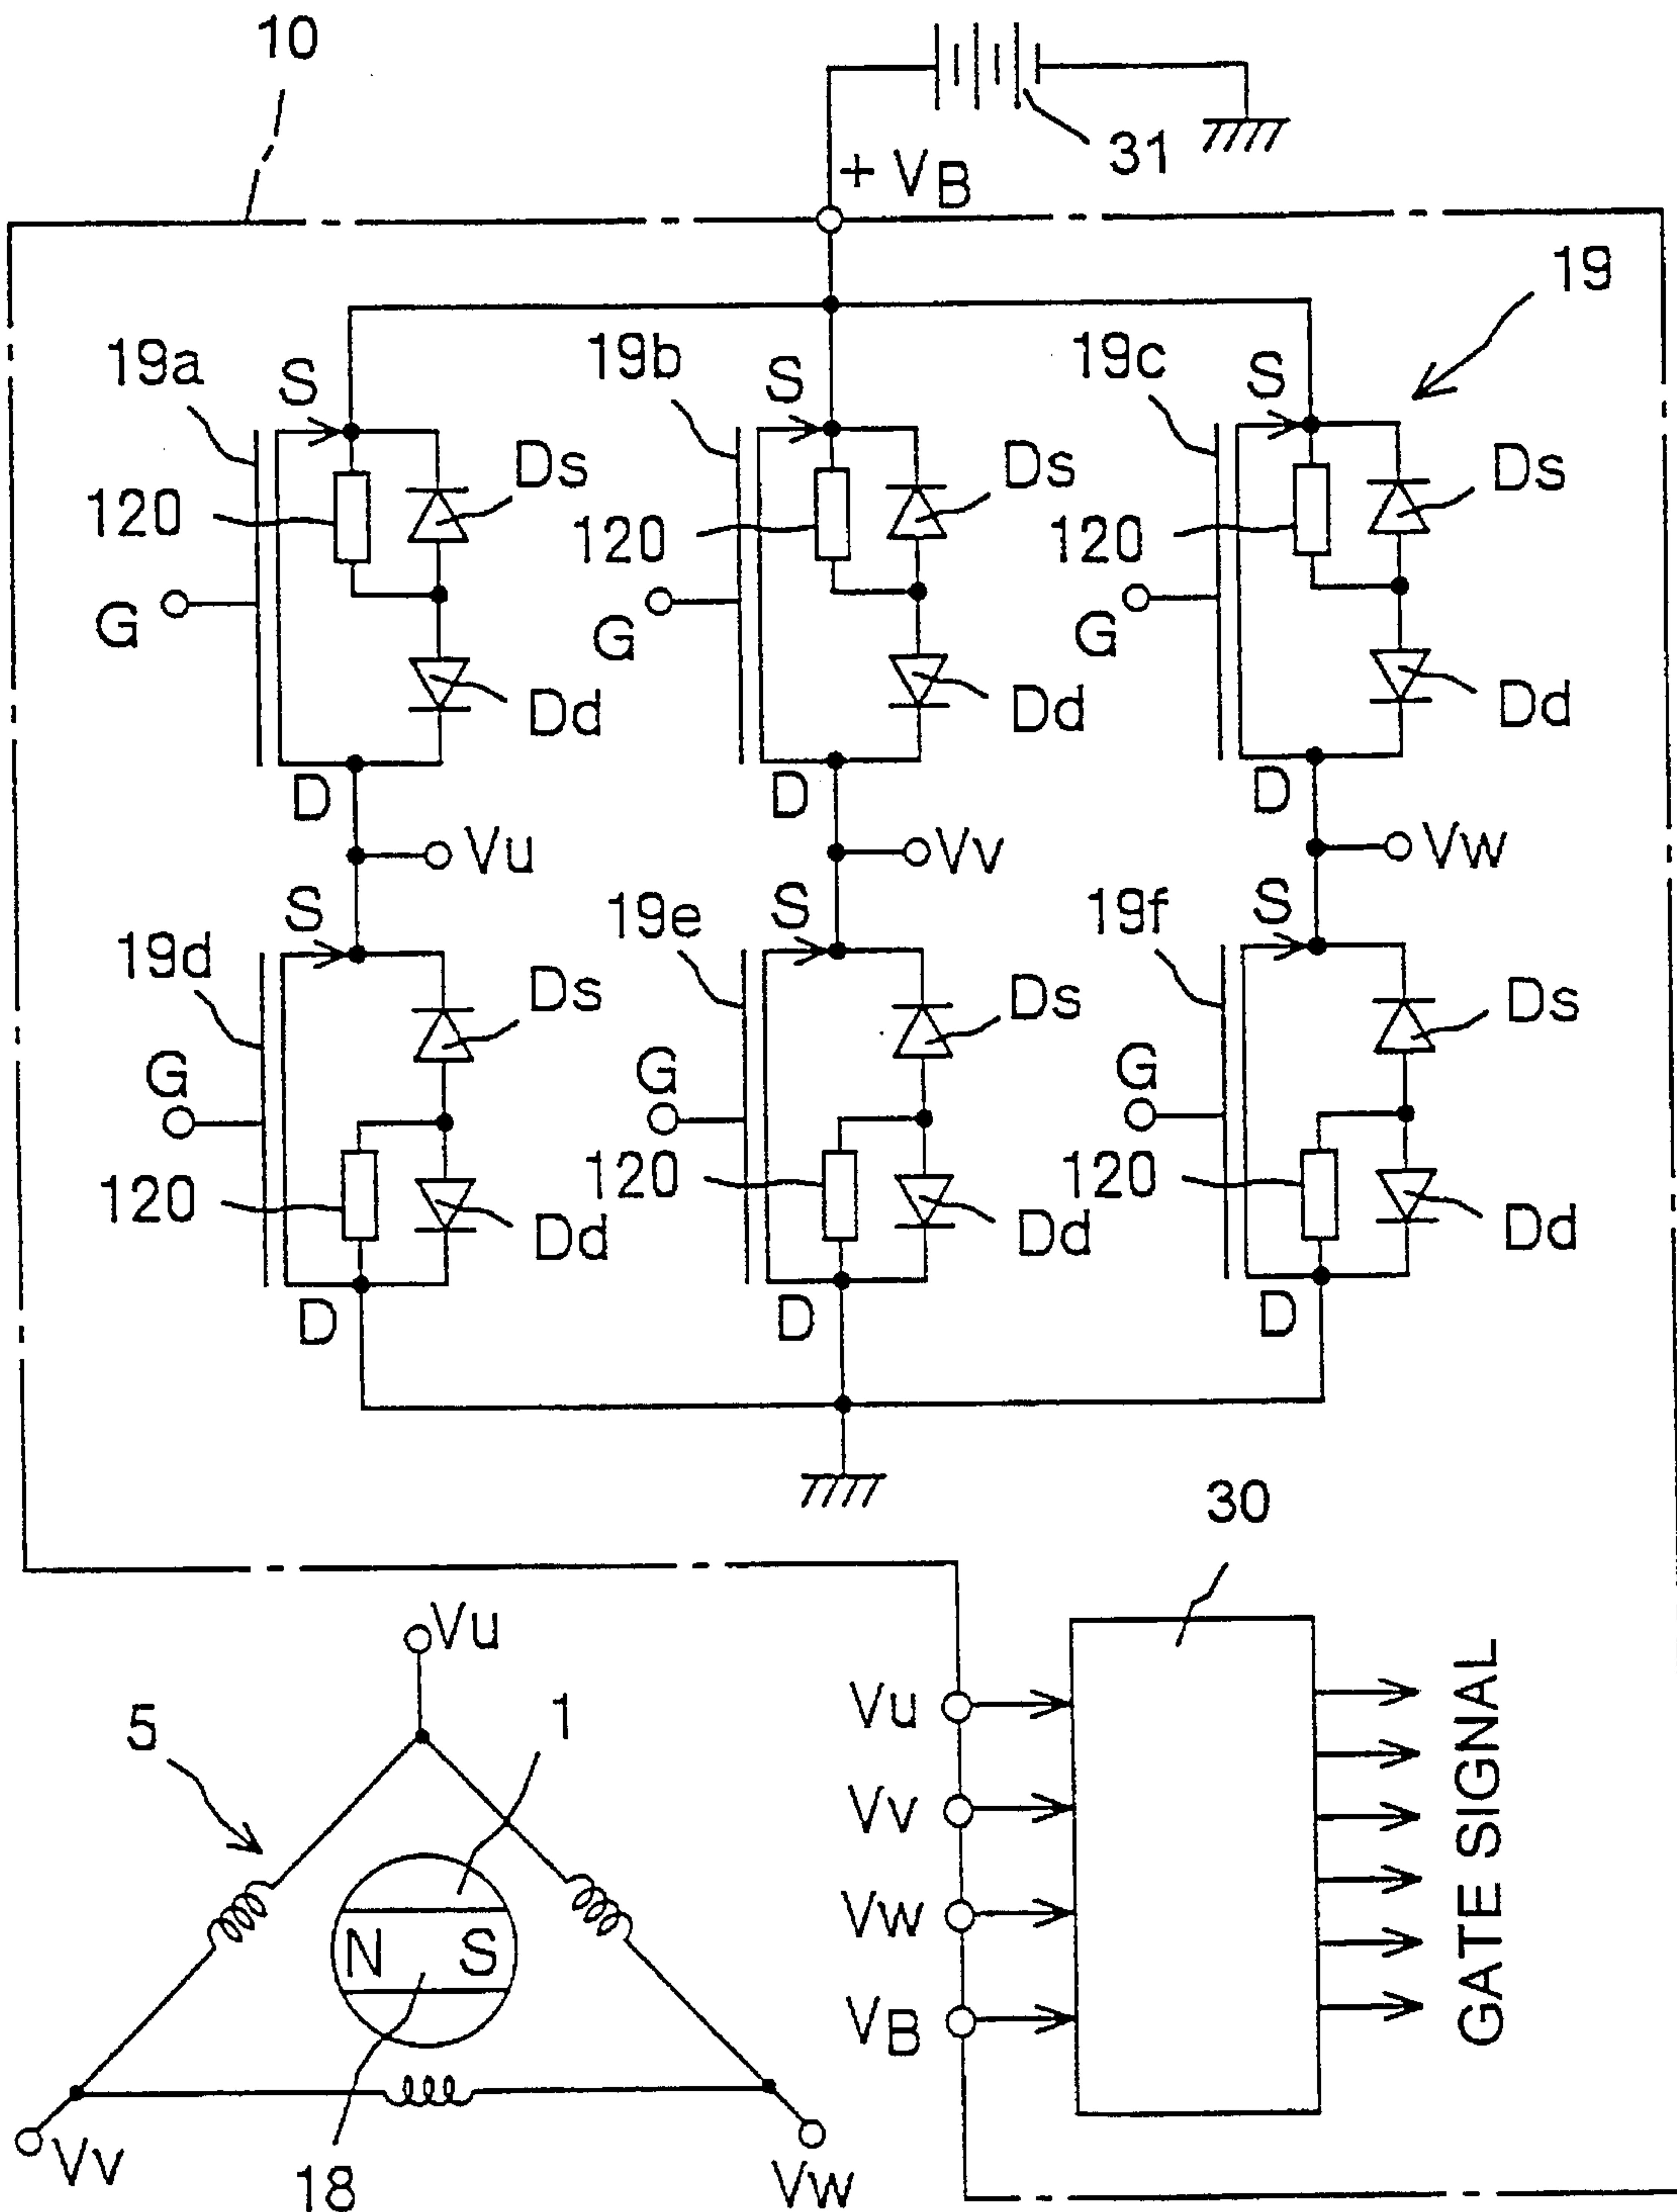 10
31
+ VB
19
19a
S
19b
S
19c
S
Ds
Ds
Ds
120
120
120
G
G
G
Dd
Dd
Dd
D
D
D
Vu
Vv
Vw
19d
S
19e
S
19f
S
Ds
Ds
Ds
G
G
G
120
120
120
Dd
Dd
Dd
D
D
D
30
Vu
5
1
N S
18
Vv
Vw
Vu
Vv
Vw
VB
GATE SIGNAL